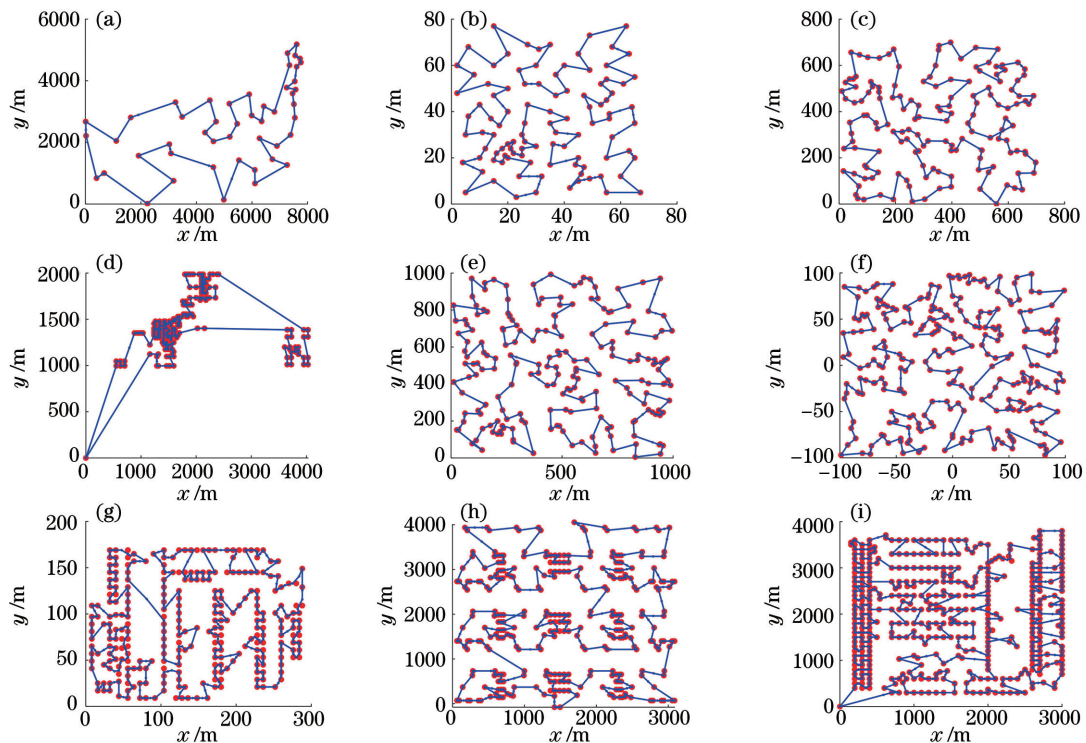 (a)
6000
4000
2000
0
y /m
0 2000 4000 6000 8000
x /m
(b)
80
60
40
20
0
y /m
0 20 40 60 80
x /m
(c)
800
600
400
200
0
y /m
0 200 400 600 800
x /m
(d)
2000
1500
1000
500
0
y /m
0 1000 2000 3000 4000
x /m
(e)
1000
800
600
400
200
0
y /m
0 500 1000
x /m
(f)
100
50
0
−50
−100
y /m
−100 −50 0 50 100
x /m
(g)
200
150
100
50
0
y /m
0 100 200 300
x /m
(h)
4000
3000
2000
1000
0
y /m
0 1000 2000 3000
x /m
(i)
4000
3000
2000
1000
0
y /m
0 1000 2000 3000
x /m